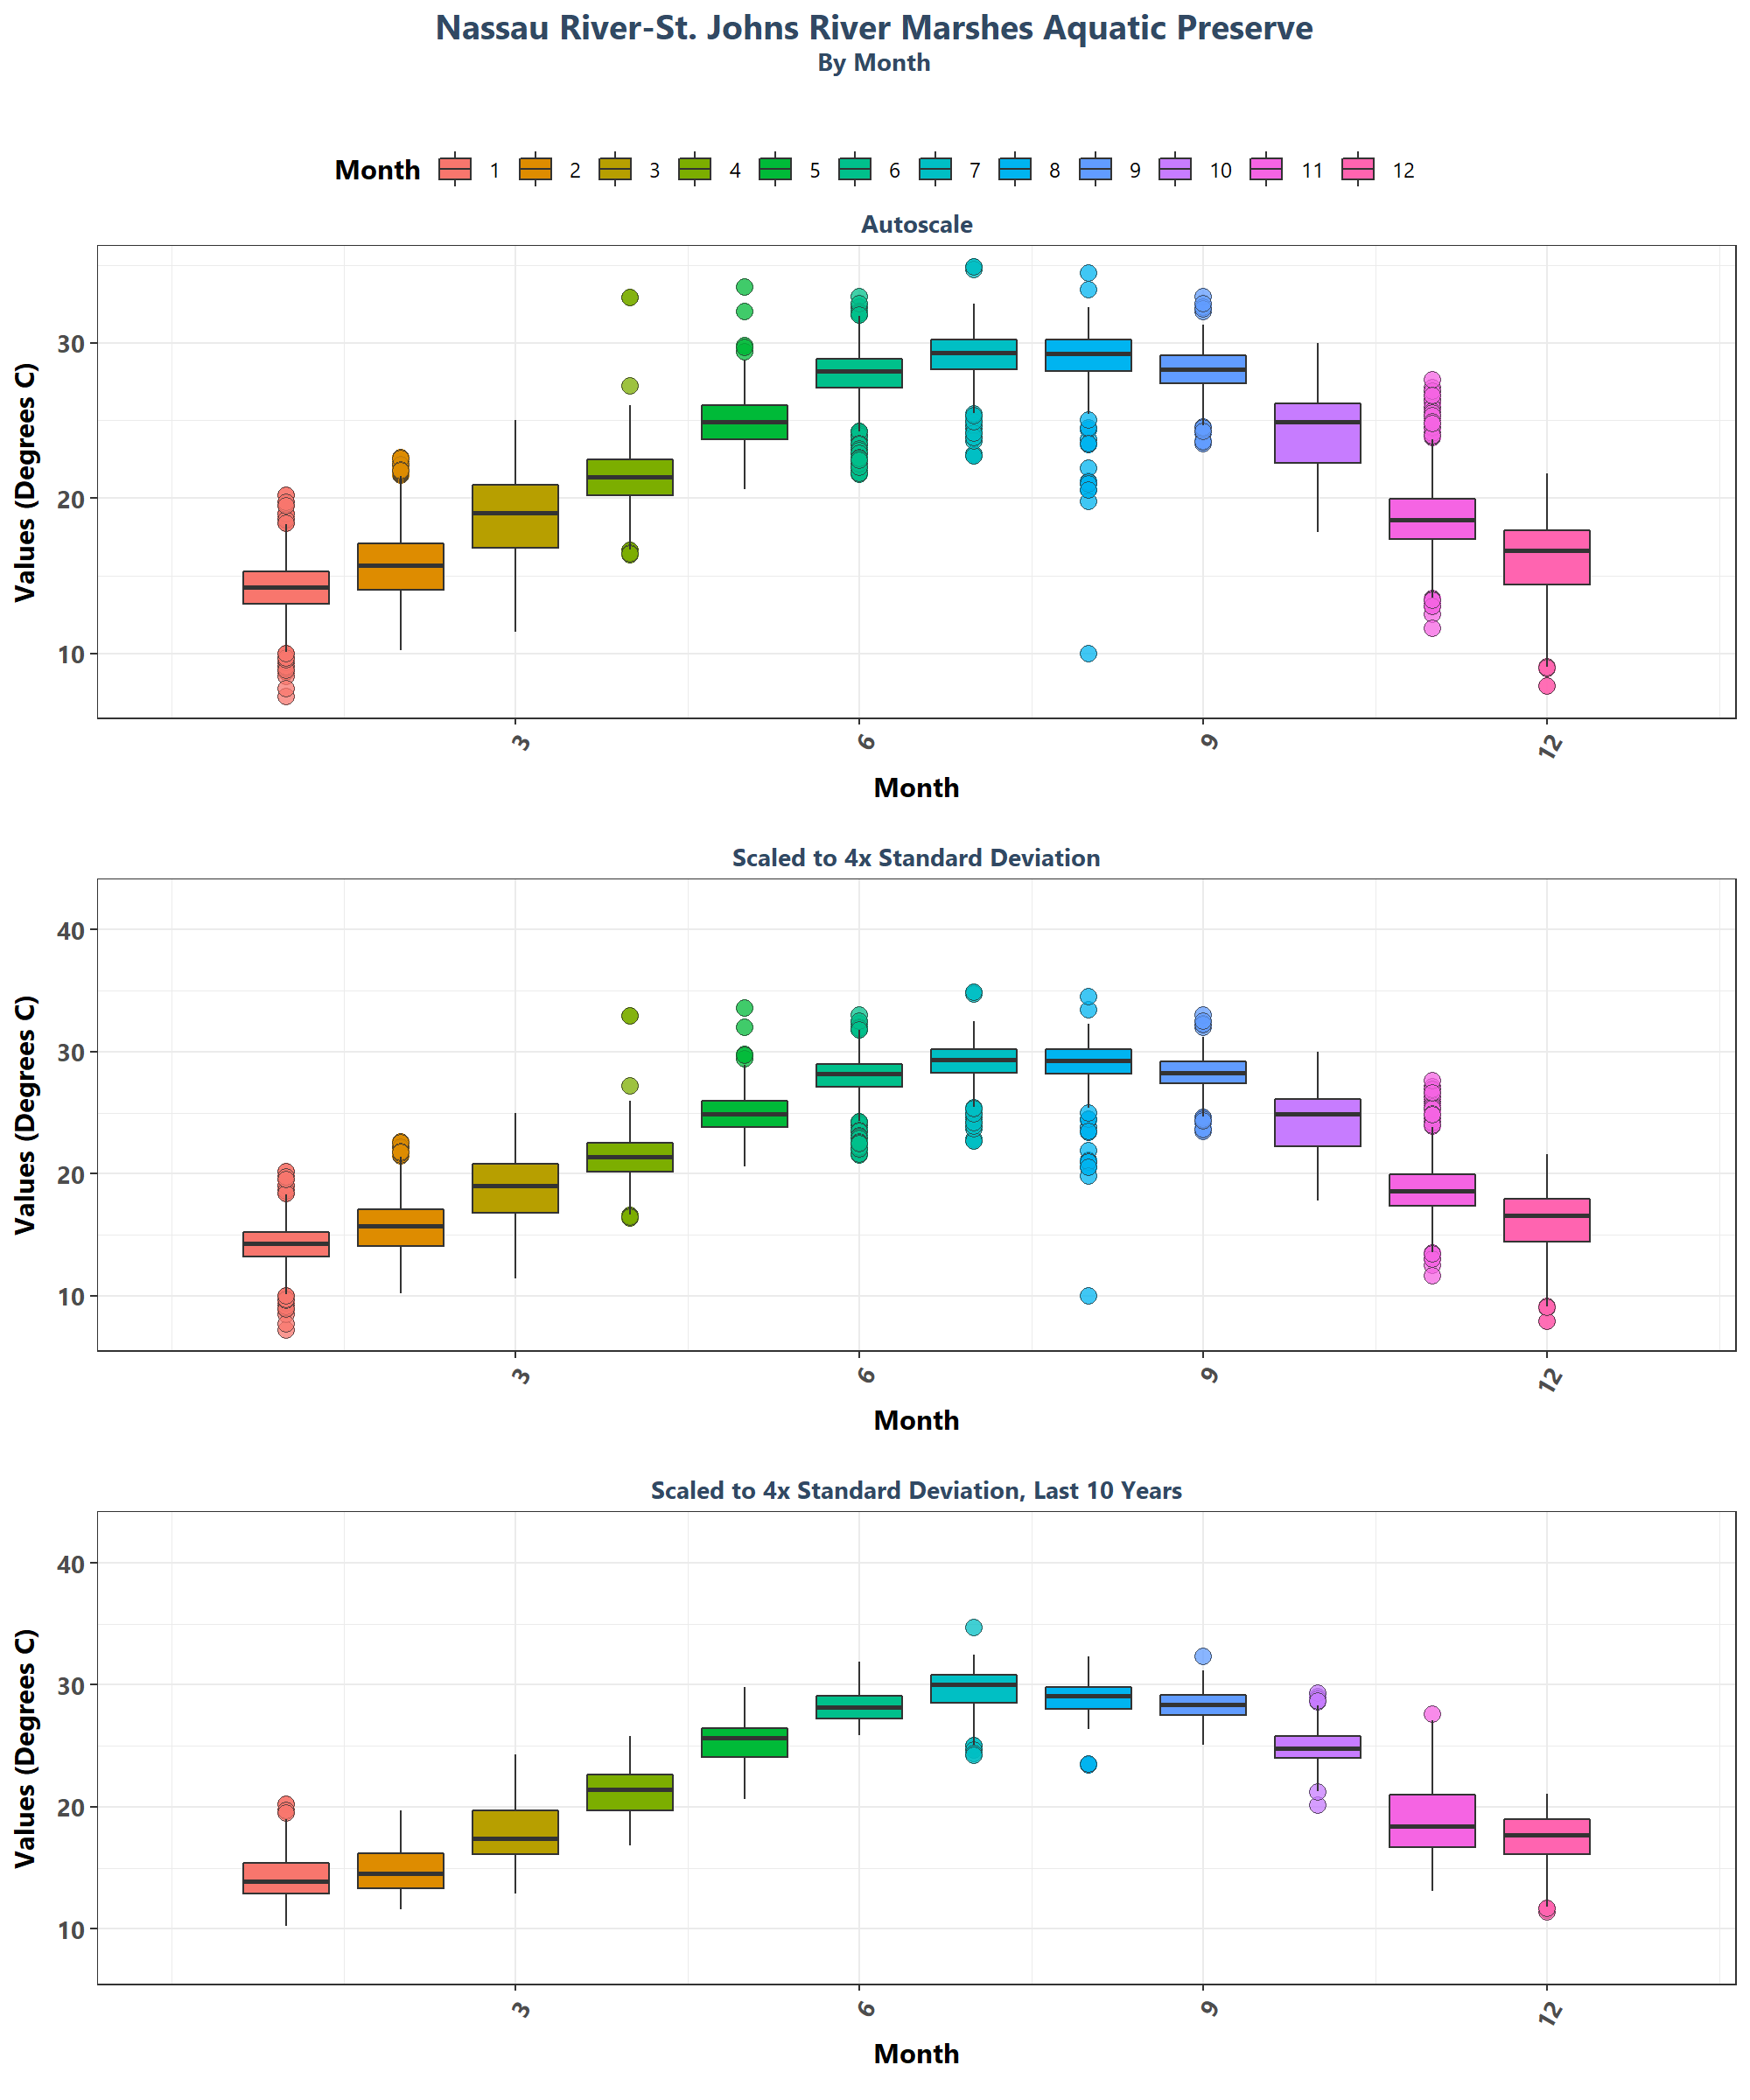 Nassau River-St. Johns River Marshes Aquatic Preserve
By Month
Month 1 2 3 4 5 6 7 8 9 10 11 12
Autoscale
Values (Degrees C)
30
20
10
3 6 9 12
Month
Scaled to 4x Standard Deviation
Values (Degrees C)
40
30
20
10
3 6 9 12
Month
Scaled to 4x Standard Deviation, Last 10 Years
Values (Degrees C)
40
30
20
10
3 6 9 12
Month